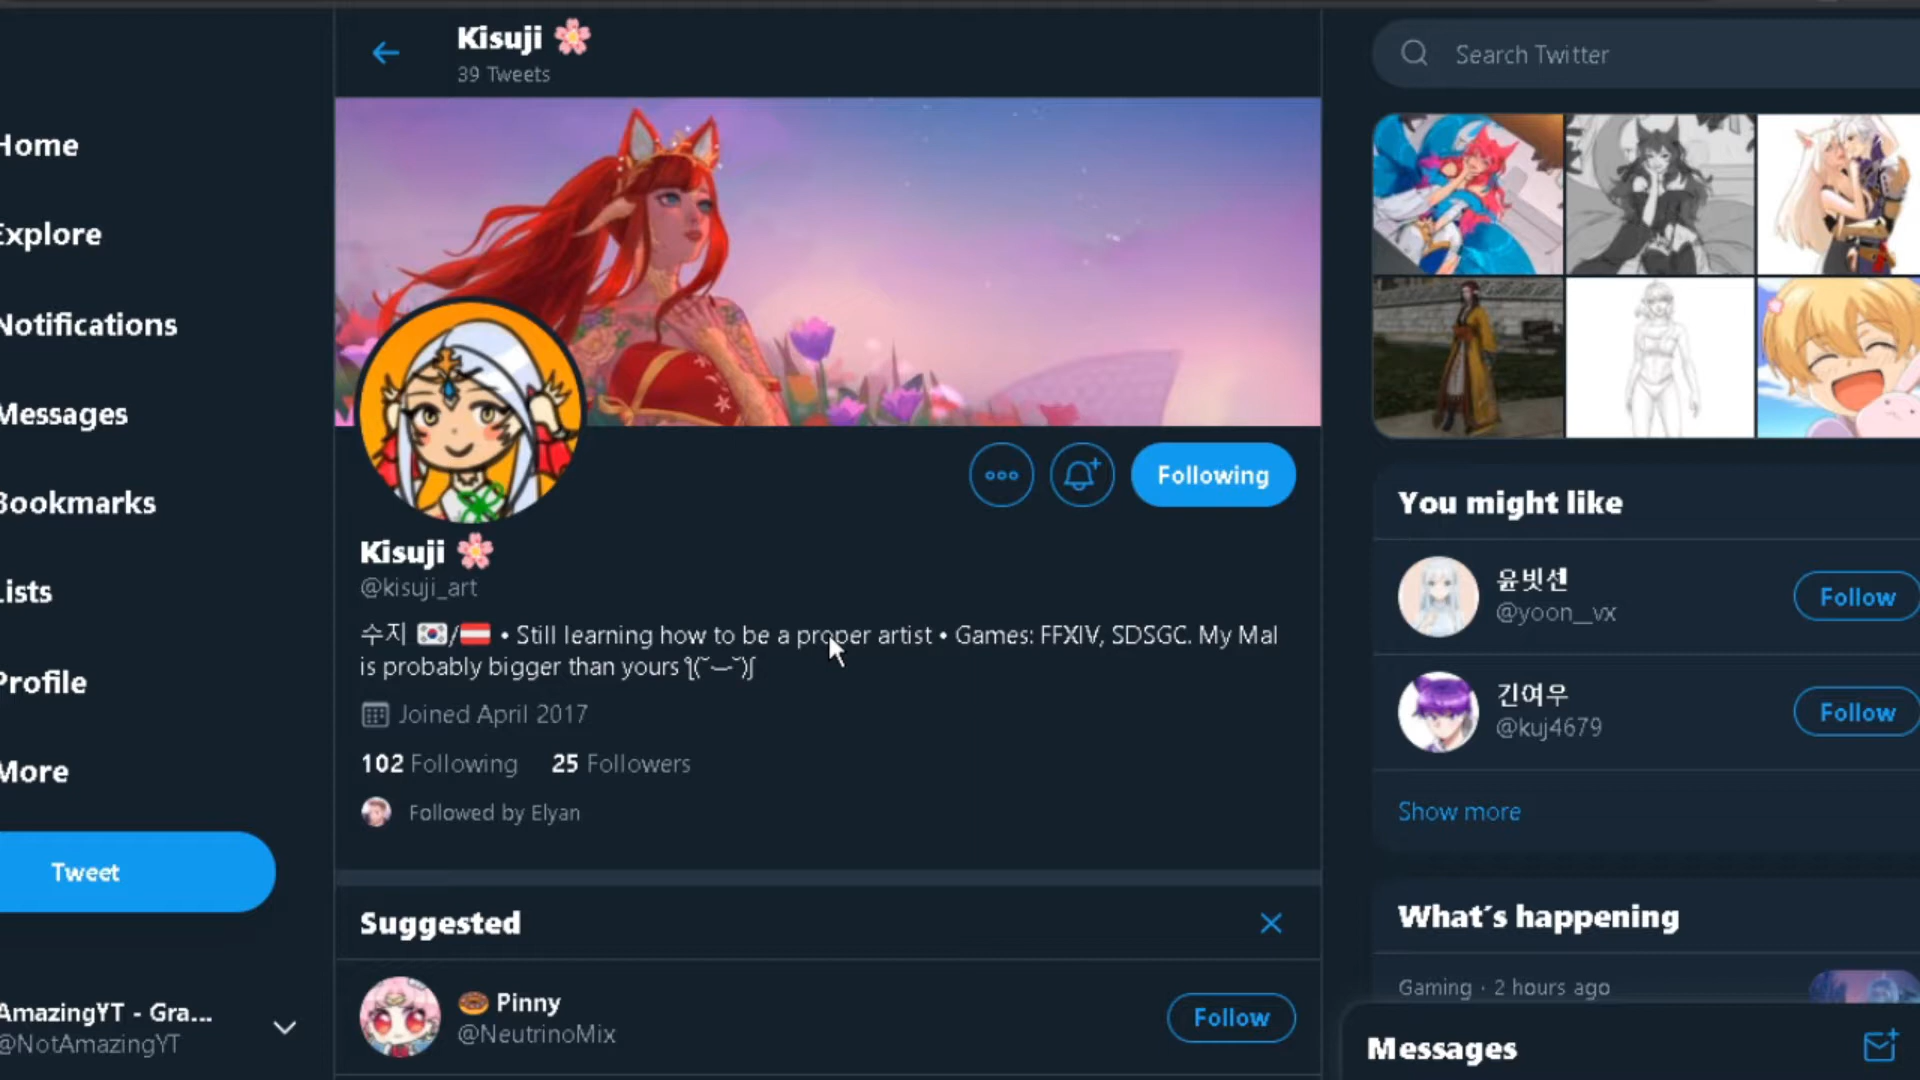 Kisuji 🌸
39 Tweets
Home
Explore
Notifications
Messages
Bookmarks
Lists
Profile
More
Tweet
AmazingYT - Gra...
@NotAmazingYT
Following
Kisuji 🌸
@kisuji_art
수지 🇰🇷/🇦🇹 • Still learning how to be a proper artist • Games: FFXIV, SDSGC. My Mal
is probably bigger than yours ƪ(˘⌣˘)ʃ
Joined April 2017
102 Following 25 Followers
Followed by Elyan
Suggested
🍩 Pinny
@NeutrinoMix
Follow
Search Twitter
You might like
윤빗센
@yoon__vx
Follow
긴여우
@kuj4679
Follow
Show more
What´s happening
Gaming · 2 hours ago
Messages